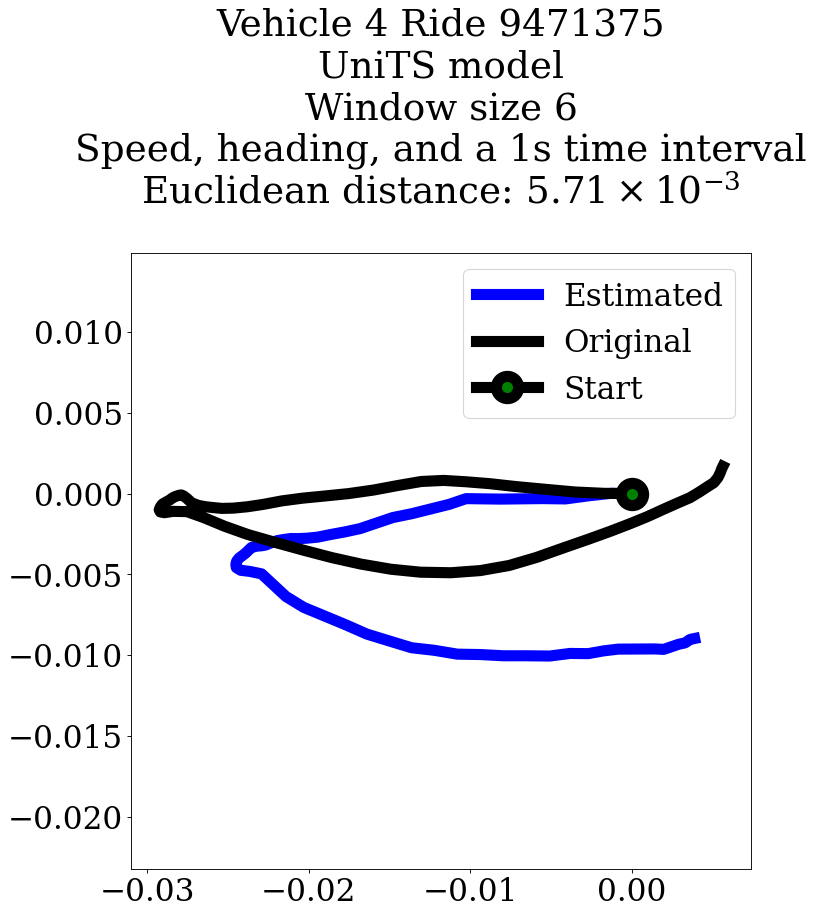 Vehicle 4 Ride 9471375
UniTS model
Window size 6
Speed, heading, and a 1s time interval
Euclidean distance: 5.71 × 10⁻³
Estimated
Original
Start
0.010
0.005
0.000
−0.005
−0.010
−0.015
−0.020
−0.03 −0.02 −0.01 0.00